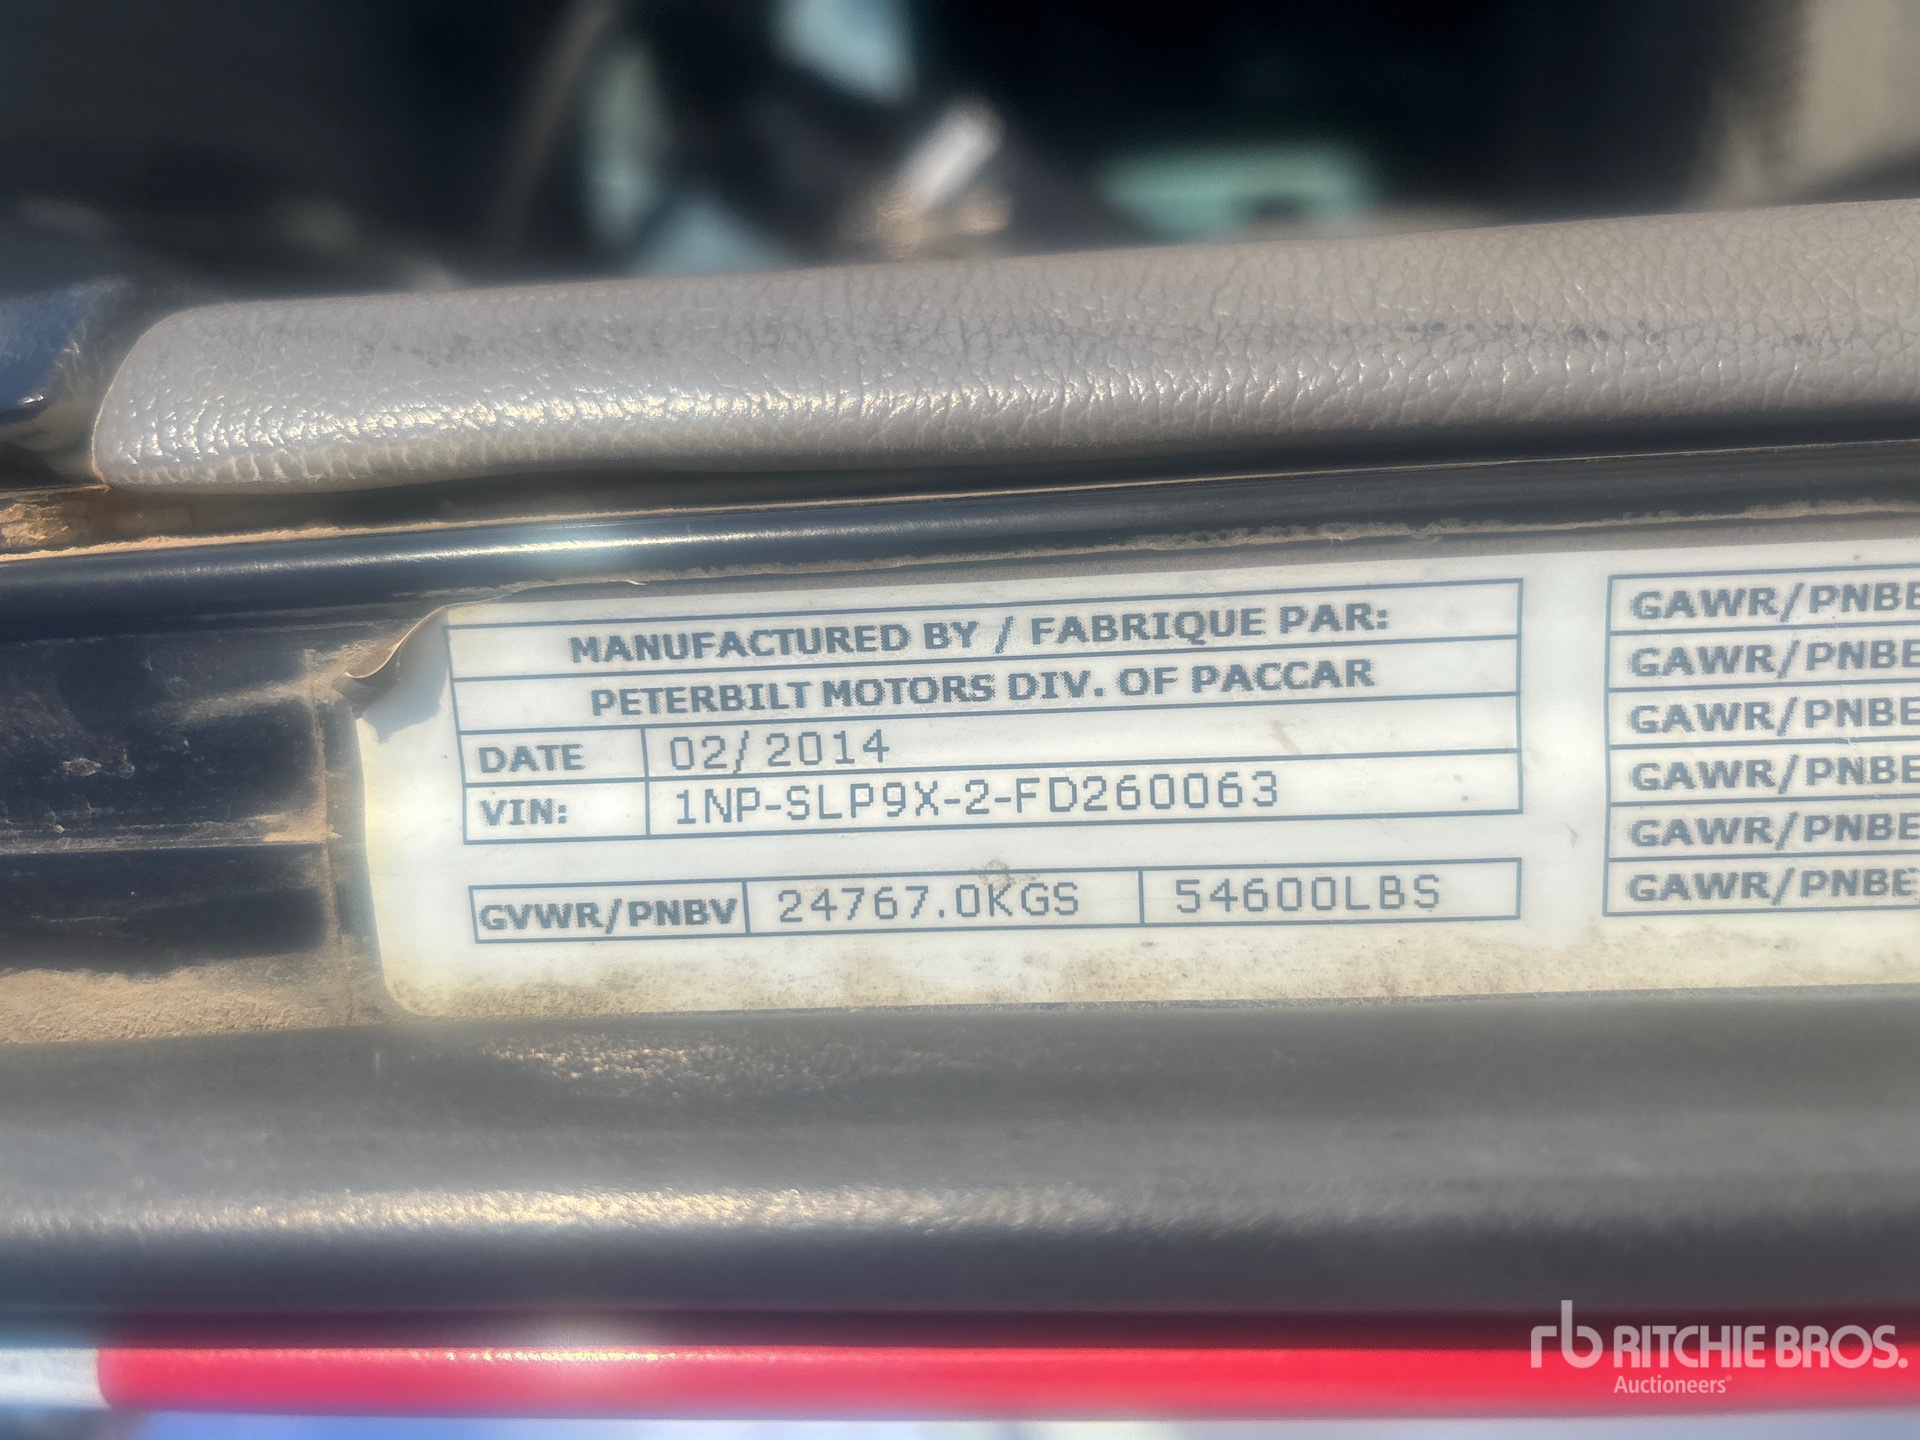 MANUFACTURED BY / FABRIQUE PAR:
PETERBILT MOTORS DIV. OF PACCAR
DATE 02/2014
VIN: 1NP-SLP9X-2-FD260063
GVWR/PNBV 24767.0KGS 54600LBS
GAWR/PNBE
GAWR/PNBE
GAWR/PNBE
GAWR/PNBE
GAWR/PNBE
GAWR/PNBE
rb RITCHIE BROS.
Auctioneers®